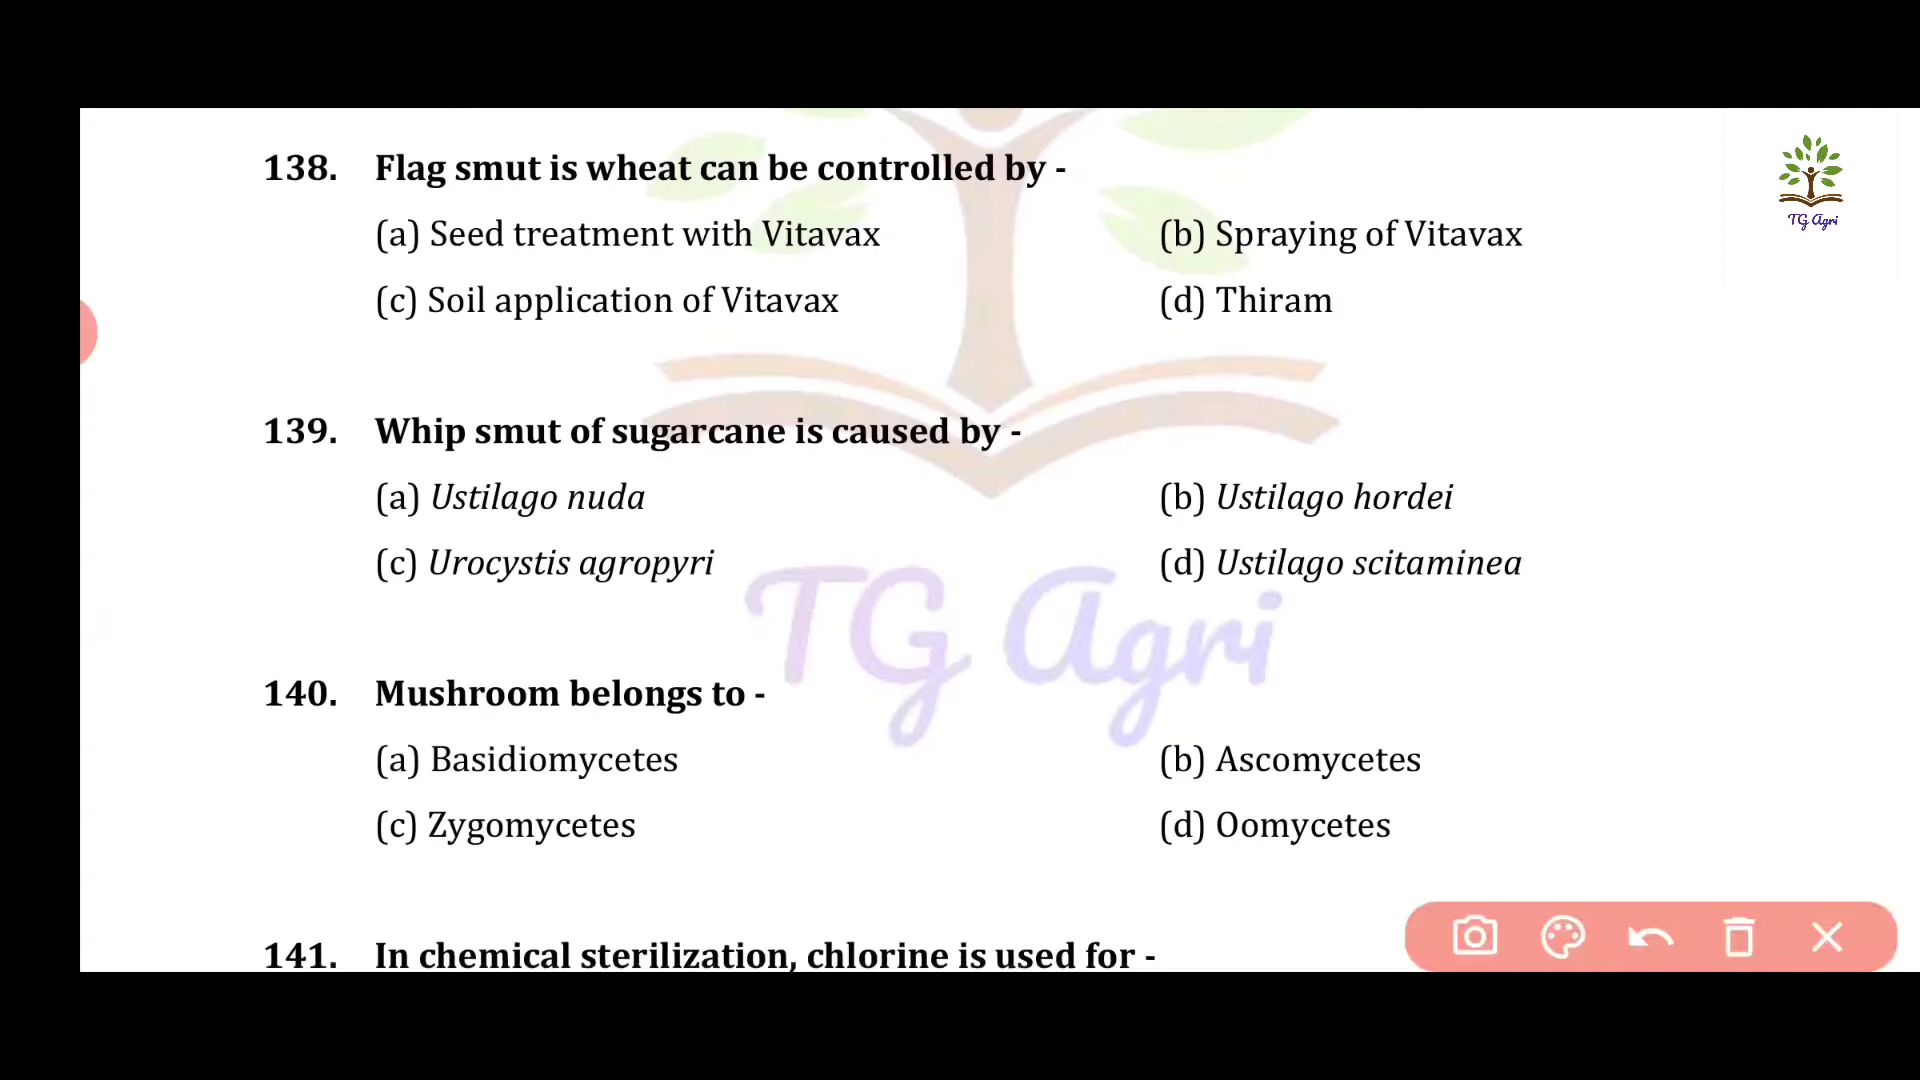 138. Flag smut is wheat can be controlled by -
(a) Seed treatment with Vitavax (b) Spraying of Vitavax
(c) Soil application of Vitavax (d) Thiram
TG Agri
139. Whip smut of sugarcane is caused by -
(a) Ustilago nuda (b) Ustilago hordei
(c) Urocystis agropyri (d) Ustilago scitaminea
TG Agri
140. Mushroom belongs to -
(a) Basidiomycetes (b) Ascomycetes
(c) Zygomycetes (d) Oomycetes
141. In chemical sterilization, chlorine is used for -